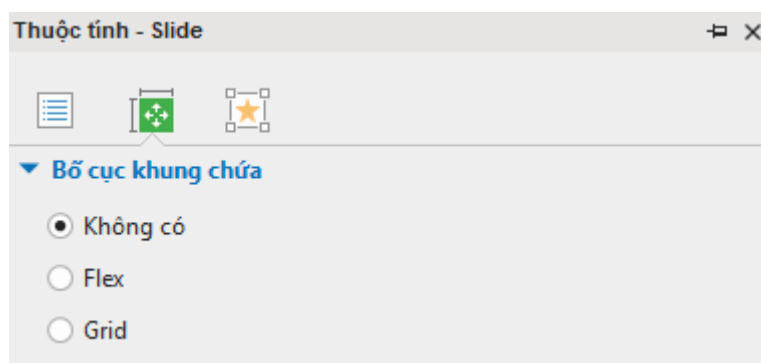 Thuộc tính - Slide
Bố cục khung chứa
Không có
Flex
Grid